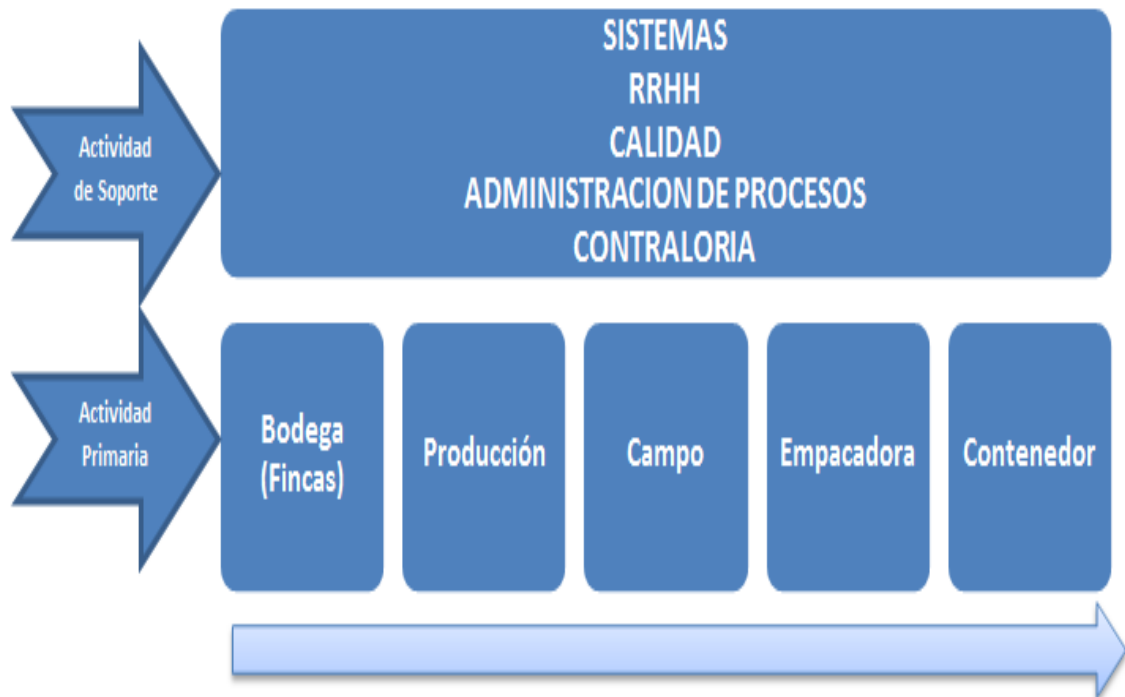 Actividad
de Soporte
SISTEMAS
RRHH
CALIDAD
ADMINISTRACION DE PROCESOS
CONTRALORIA
Actividad
Primaria
Bodega
(Fincas)
Producción
Campo
Empacadora
Contenedor